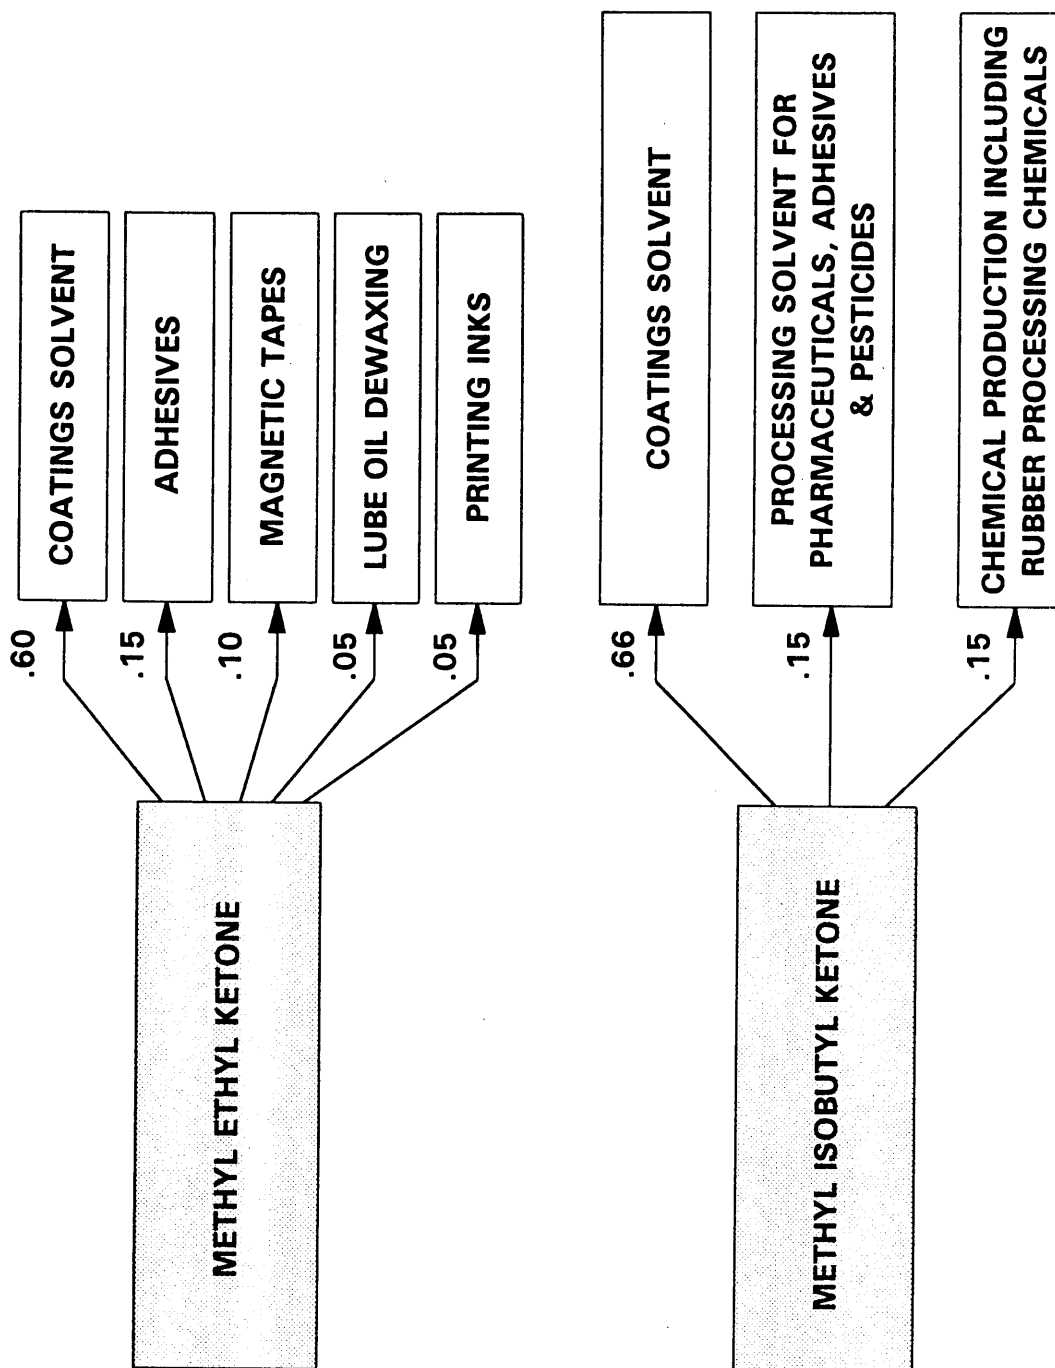 METHYL ETHYL KETONE
.60
COATINGS SOLVENT
.15
ADHESIVES
.10
MAGNETIC TAPES
.05
LUBE OIL DEWAXING
.05
PRINTING INKS
METHYL ISOBUTYL KETONE
.66
COATINGS SOLVENT
.15
PROCESSING SOLVENT FOR
PHARMACEUTICALS, ADHESIVES
& PESTICIDES
.15
CHEMICAL PRODUCTION INCLUDING
RUBBER PROCESSING CHEMICALS